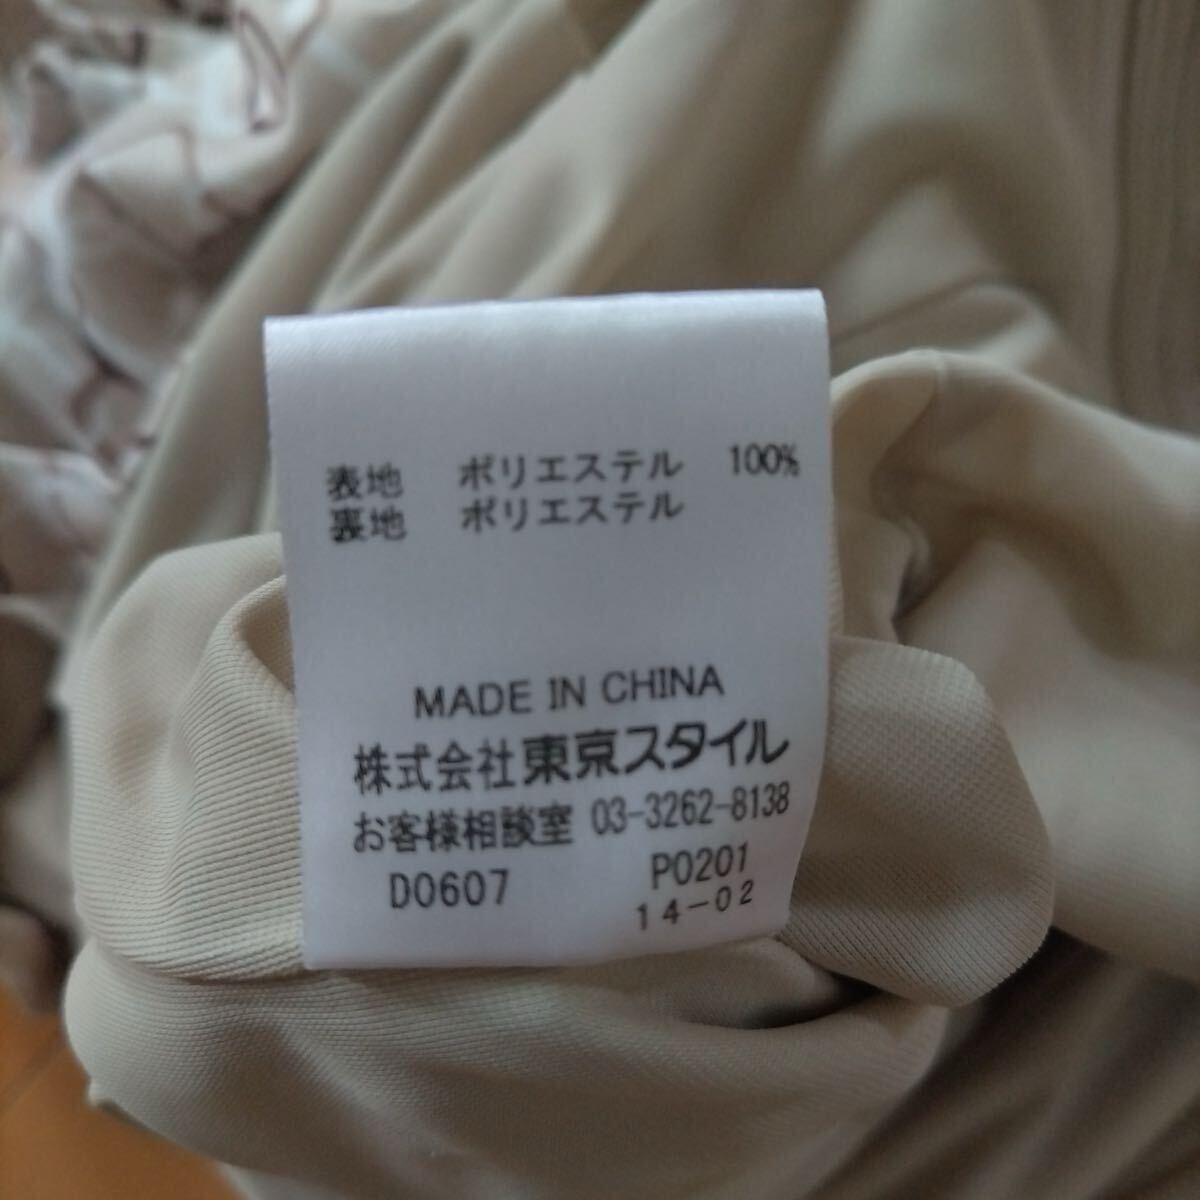 表地 ポリエステル 100%
裏地 ポリエステル
MADE IN CHINA
株式会社東京スタイル
お客様相談室 03-3262-8138
D0607 P0201
14-02